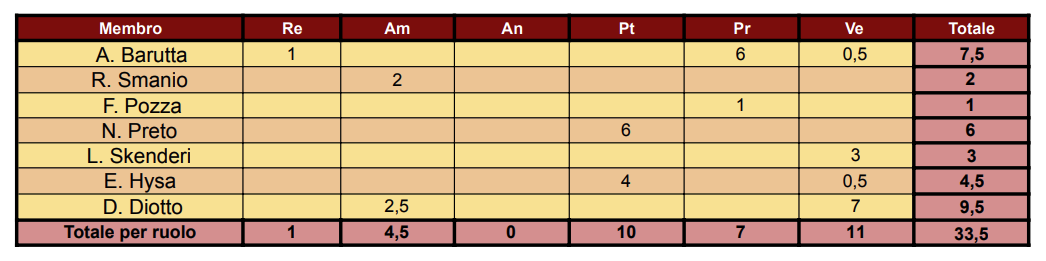 Membro Re Am An Pt Pr Ve Totale
A. Barutta 1 6 0,5 7,5
R. Smanio 2 2
F. Pozza 1 1
N. Preto 6 6
L. Skenderi 3 3
E. Hysa 4 0,5 4,5
D. Diotto 2,5 7 9,5
Totale per ruolo 1 4,5 0 10 7 11 33,5